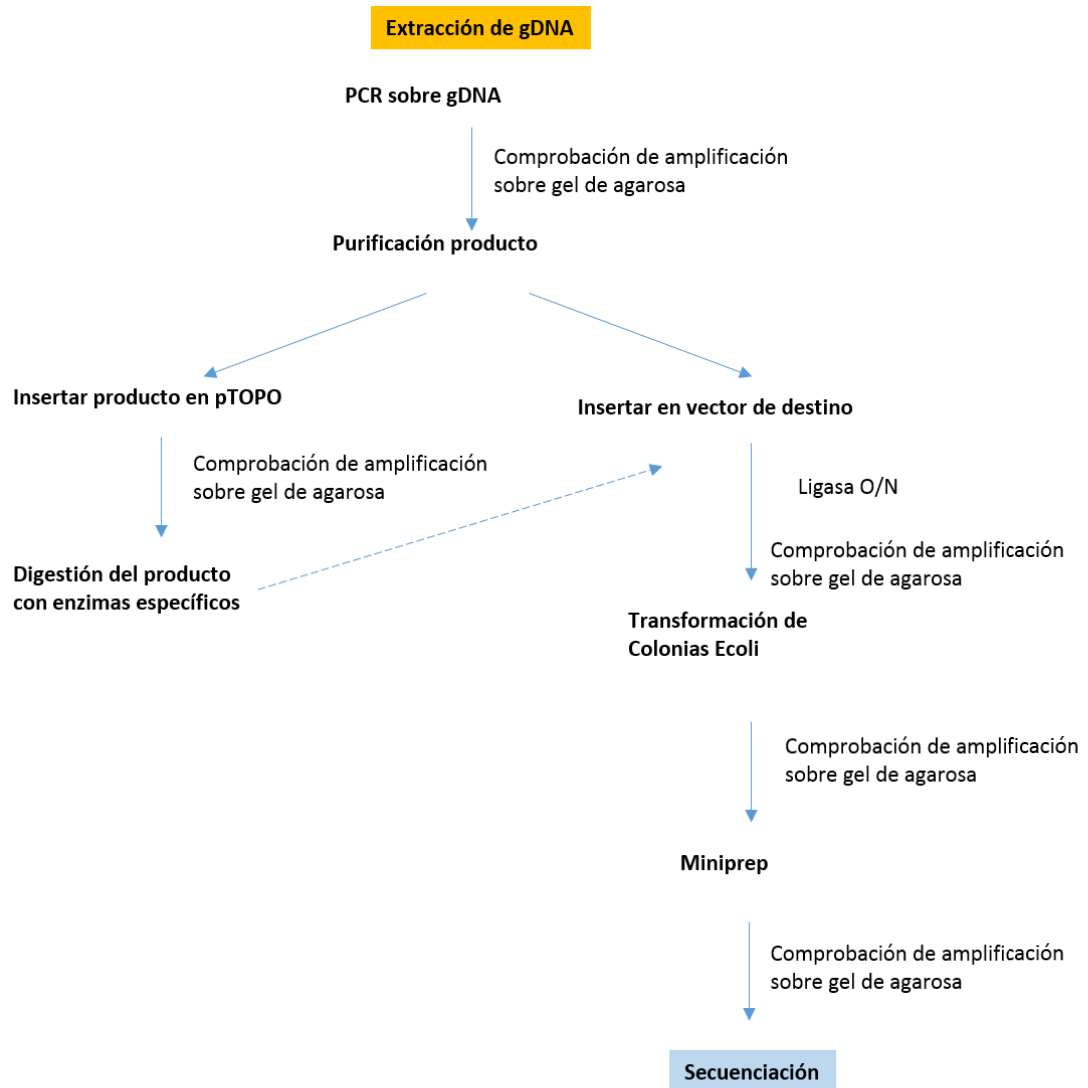 Extracción de gDNA
PCR sobre gDNA
Comprobación de amplificación
sobre gel de agarosa
Purificación producto
Insertar producto en pTOPO
Insertar en vector de destino
Comprobación de amplificación
sobre gel de agarosa
Ligasa O/N
Comprobación de amplificación
sobre gel de agarosa
Digestión del producto
con enzimas específicos
Transformación de
Colonias Ecoli
Comprobación de amplificación
sobre gel de agarosa
Miniprep
Comprobación de amplificación
sobre gel de agarosa
Secuenciación